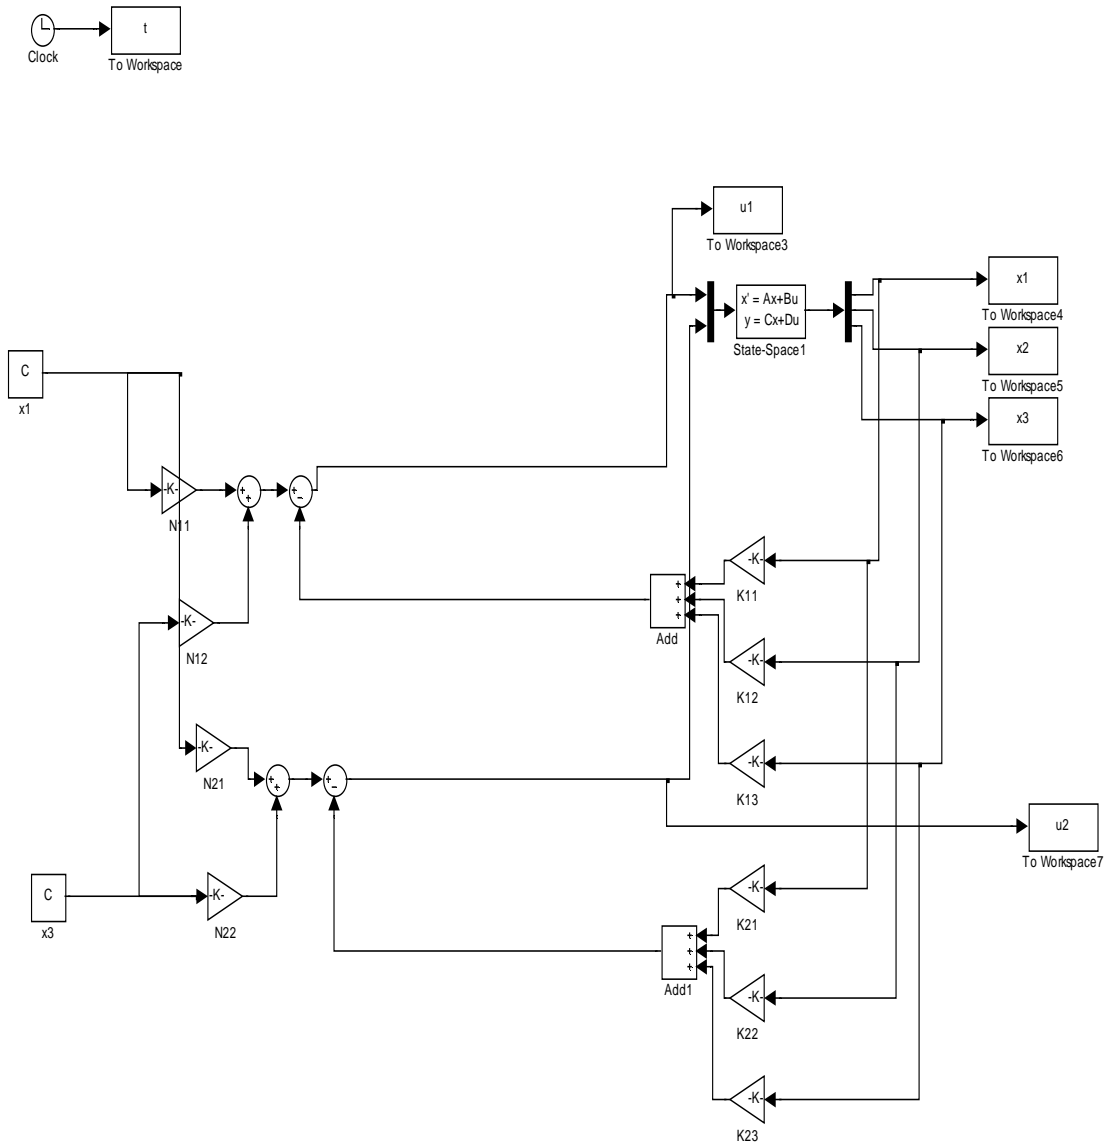 t
Clock
To Workspace
u1
To Workspace3
x1
To Workspace4
x' = Ax+Bu
y = Cx+Du
State-Space1
x2
To Workspace5
C
x1
x3
To Workspace6
-K-
N11
+
+
+
-
-K-
K11
+
+
+
Add
-K-
N12
-K-
K12
-K-
N21
-K-
K13
+
+
+
-
u2
To Workspace7
C
x3
-K-
N22
-K-
K21
+
+
+
Add1
-K-
K22
-K-
K23